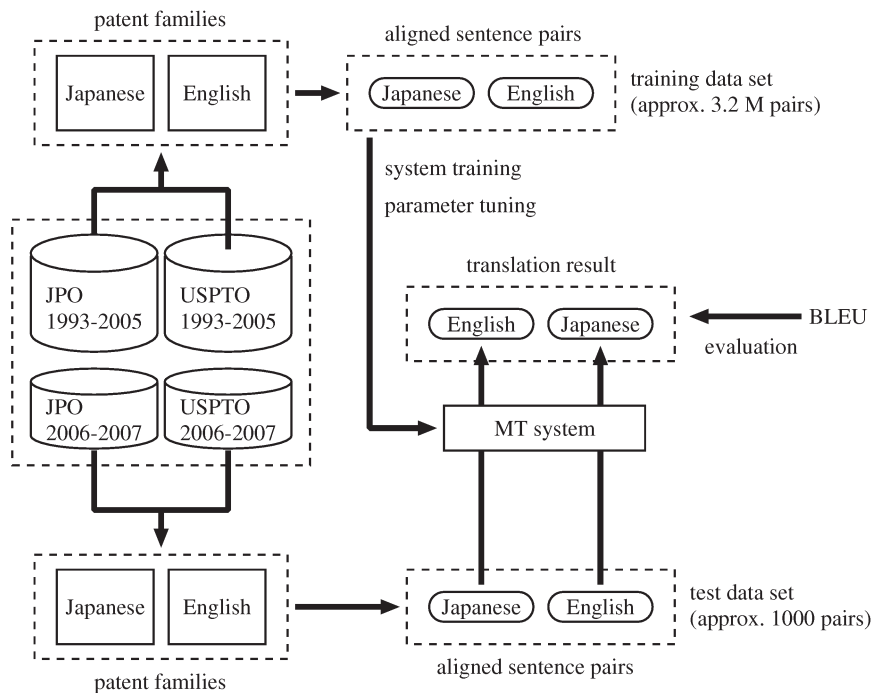 patent families
Japanese
English
aligned sentence pairs
Japanese
English
training data set
(approx. 3.2 M pairs)
system training
parameter tuning
JPO
1993-2005
USPTO
1993-2005
JPO
2006-2007
USPTO
2006-2007
translation result
English
Japanese
BLEU
evaluation
MT system
Japanese
English
patent families
Japanese
English
aligned sentence pairs
test data set
(approx. 1000 pairs)